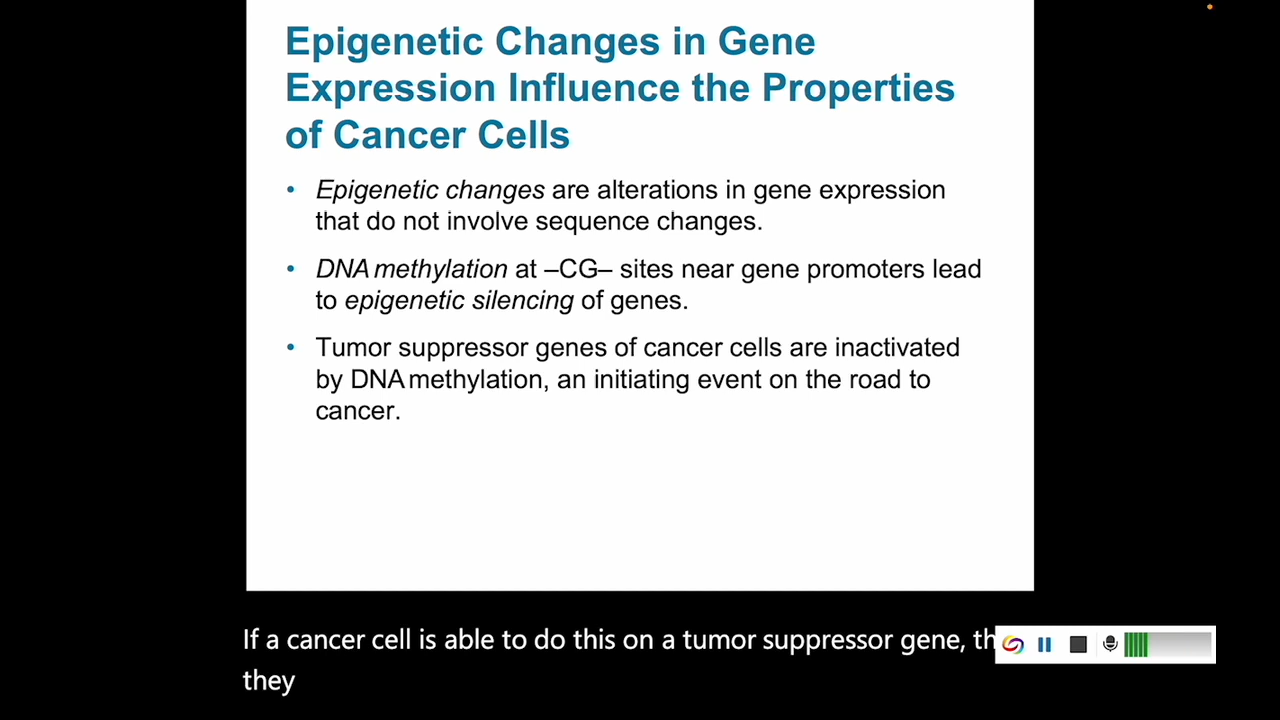 Epigenetic Changes in Gene
Expression Influence the Properties
of Cancer Cells
• Epigenetic changes are alterations in gene expression
that do not involve sequence changes.
• DNA methylation at –CG– sites near gene promoters lead
to epigenetic silencing of genes.
• Tumor suppressor genes of cancer cells are inactivated
by DNA methylation, an initiating event on the road to
cancer.
If a cancer cell is able to do this on a tumor suppressor gene,
they